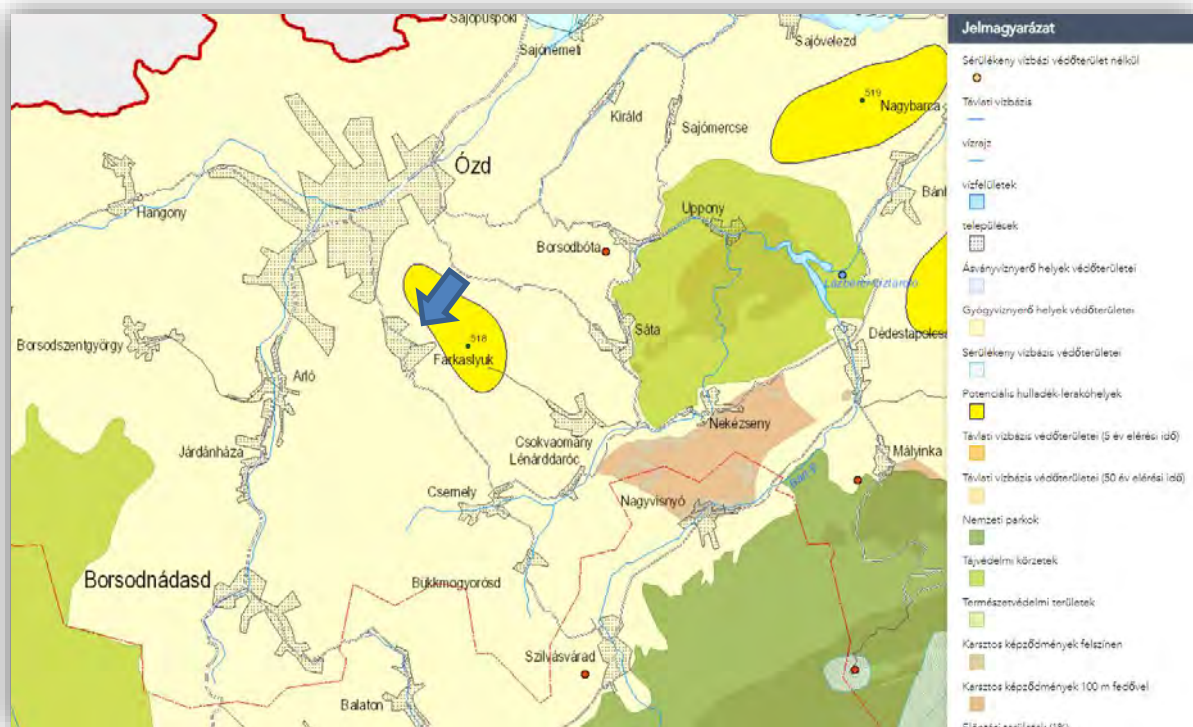 Sajópüspöki
Sajónémeti
Sajóvelezd
519
Nagybarca
Királd
Sajómercse
Ózd
Hangony
Uppony
Borsodbóta
Lázbérci-víztároló
Sáta
Dédestapolcsá
Borsodszentgyörgy
518
Farkaslyuk
Arló
Járdánháza
Csokvaomány
Lénárddaróc
Nekézseny
Mályinka
Csernely
Nagyvisnyó
Bán p.
Borsodnádasd
Bükkmogyorósd
Szilvásvárad
Balaton
Jelmagyarázat
Sérülékeny vízbázi védőterület nélkül
Távlati vízbázis
vízrajz
vízfelületek
települések
Ásványvíznyerő helyek védőterületei
Gyógyvíznyerő helyek védőterületei
Sérülékeny vízbázis védőterületei
Potenciális hulladék-lerakóhelyek
Távlati vízbázis védőterületei (5 év elérési idő)
Távlati vízbázis védőterületei (50 év elérési idő)
Nemzeti parkok
Tájvédelmi körzetek
Természetvédelmi területek
Karsztos képződmények felszínen
Karsztos képződmények 100 m fedővel